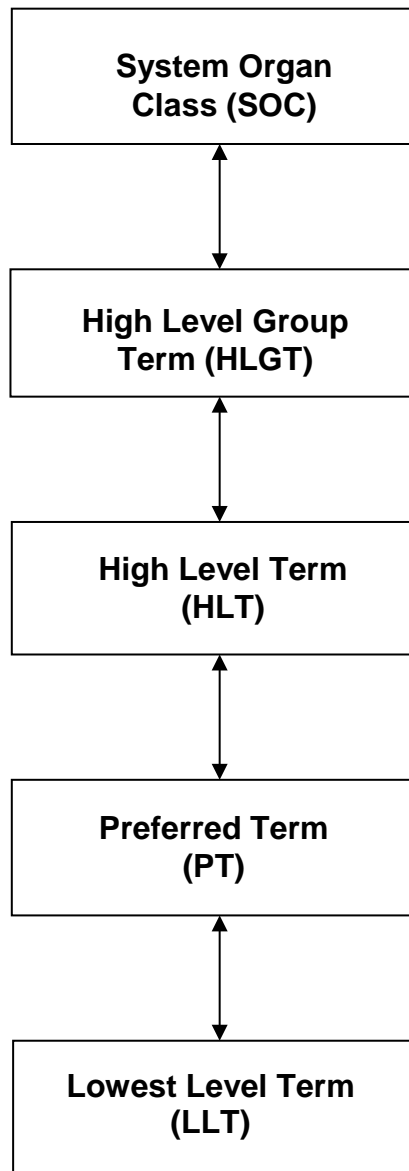 System Organ
Class (SOC)
High Level Group
Term (HLGT)
High Level Term
(HLT)
Preferred Term
(PT)
Lowest Level Term
(LLT)